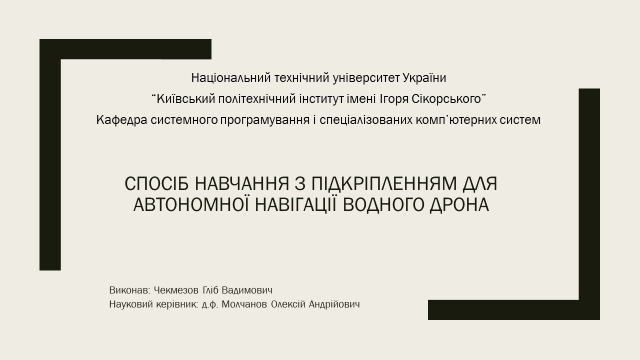 Національний технічний університет України
“Київський політехнічний інститут імені Ігоря Сікорського”
Кафедра системного програмування і спеціалізованих комп’ютерних систем
СПОСІБ НАВЧАННЯ З ПІДКРІПЛЕННЯМ ДЛЯ
АВТОНОМНОЇ НАВІГАЦІЇ ВОДНОГО ДРОНА
Виконав: Чекмезов Гліб Вадимович
Науковий керівник: д.ф. Молчанов Олексій Андрійович